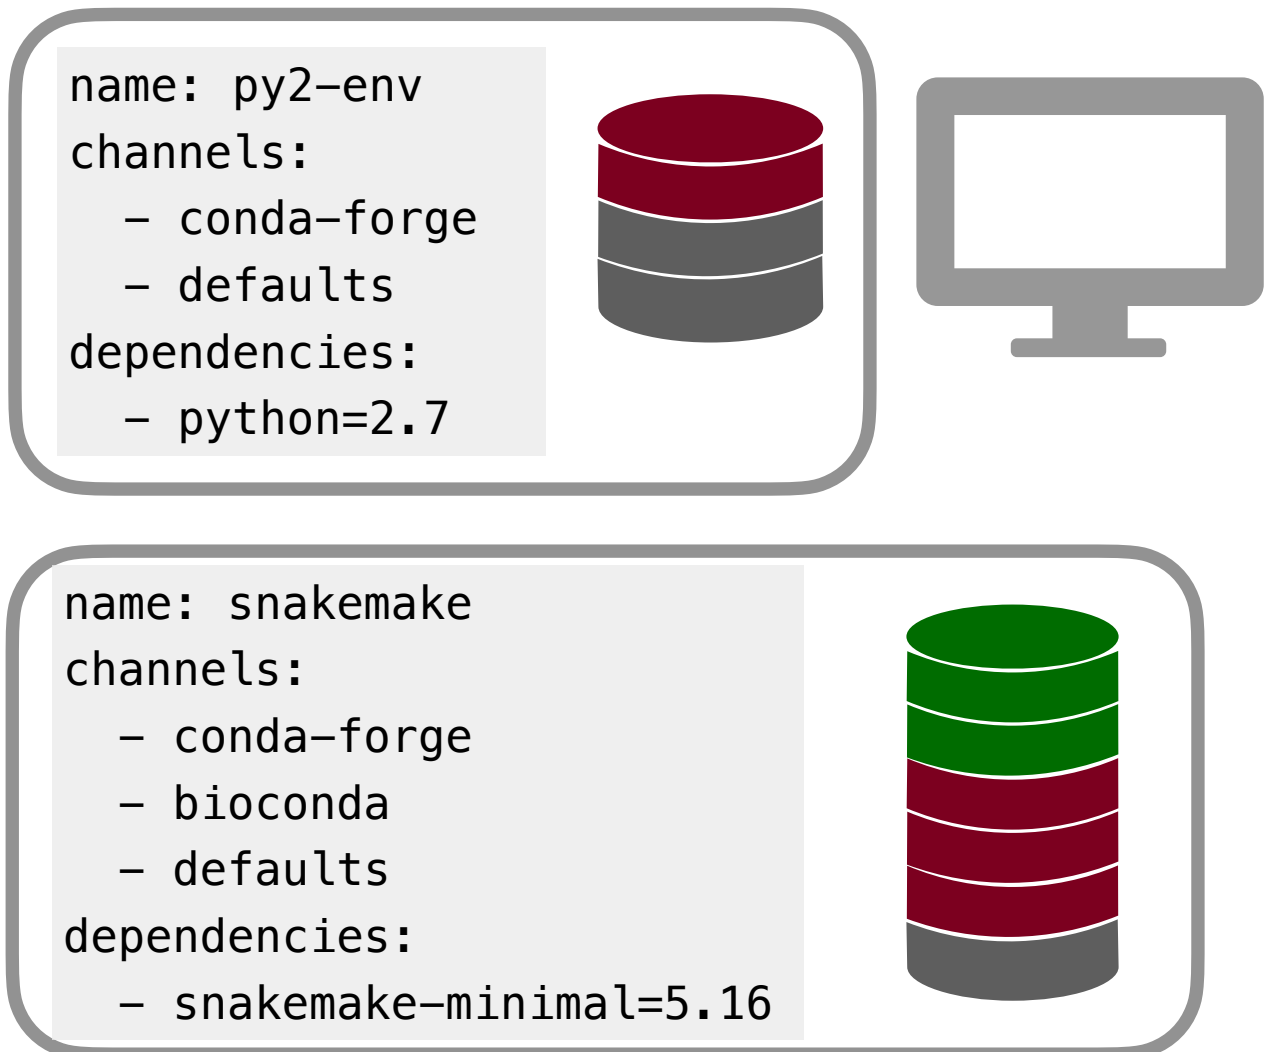 name: py2-env
channels:
  - conda-forge
  - defaults
dependencies:
  - python=2.7
name: snakemake
channels:
  - conda-forge
  - bioconda
  - defaults
dependencies:
  - snakemake-minimal=5.16